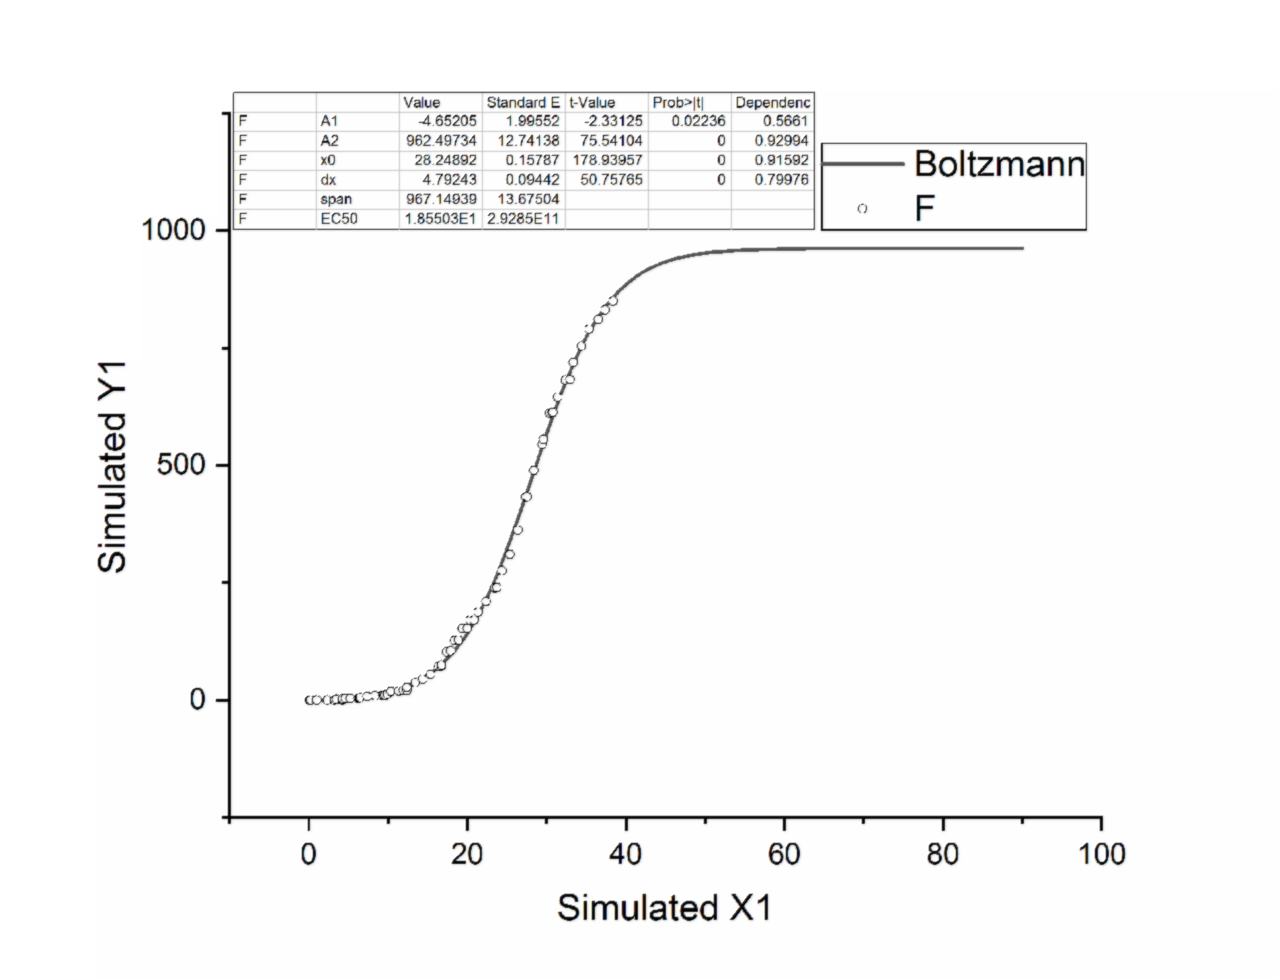 Value Standard E t-Value Prob>|t| Dependenc
F A1 -4.65205 1.99552 -2.33125 0.02236 0.5661
F A2 962.49734 12.74138 75.54104 0 0.92994
F x0 28.24892 0.15787 178.93957 0 0.91592
F dx 4.79243 0.09442 50.75765 0 0.79976
F span 967.14939 13.67504
F EC50 1.85503E1 2.9285E11
Boltzmann
F
1000
500
0
Simulated Y1
0 20 40 60 80 100
Simulated X1